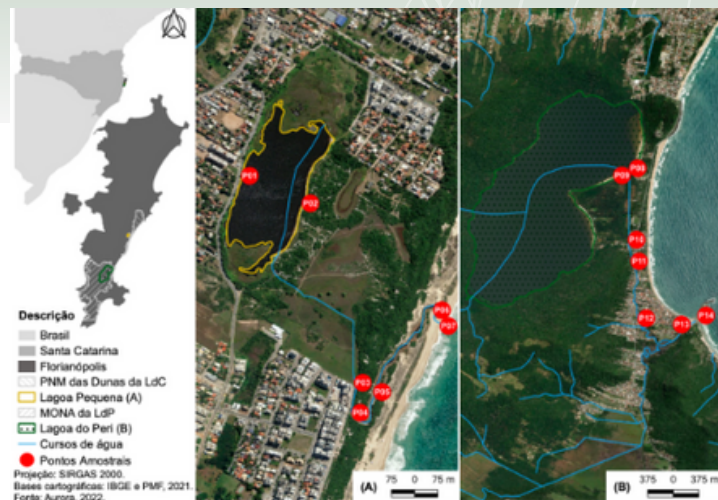 Descrição
Brasil
Santa Catarina
Florianópolis
PNM das Dunas da LdC
Lagoa Pequena (A)
MONA da LdP
Lagoa do Peri (B)
Cursos de água
Pontos Amostrais
Projeção: SIRGAS 2000.
Bases cartográficas: IBGE e PMF, 2021.
Fonte: Aurora, 2022.
P01
P02
P03
P04
P05
P06
P07
(A)
75 0 75 m
P08
P09
P10
P11
P12
P13
P14
(B)
375 0 375 m